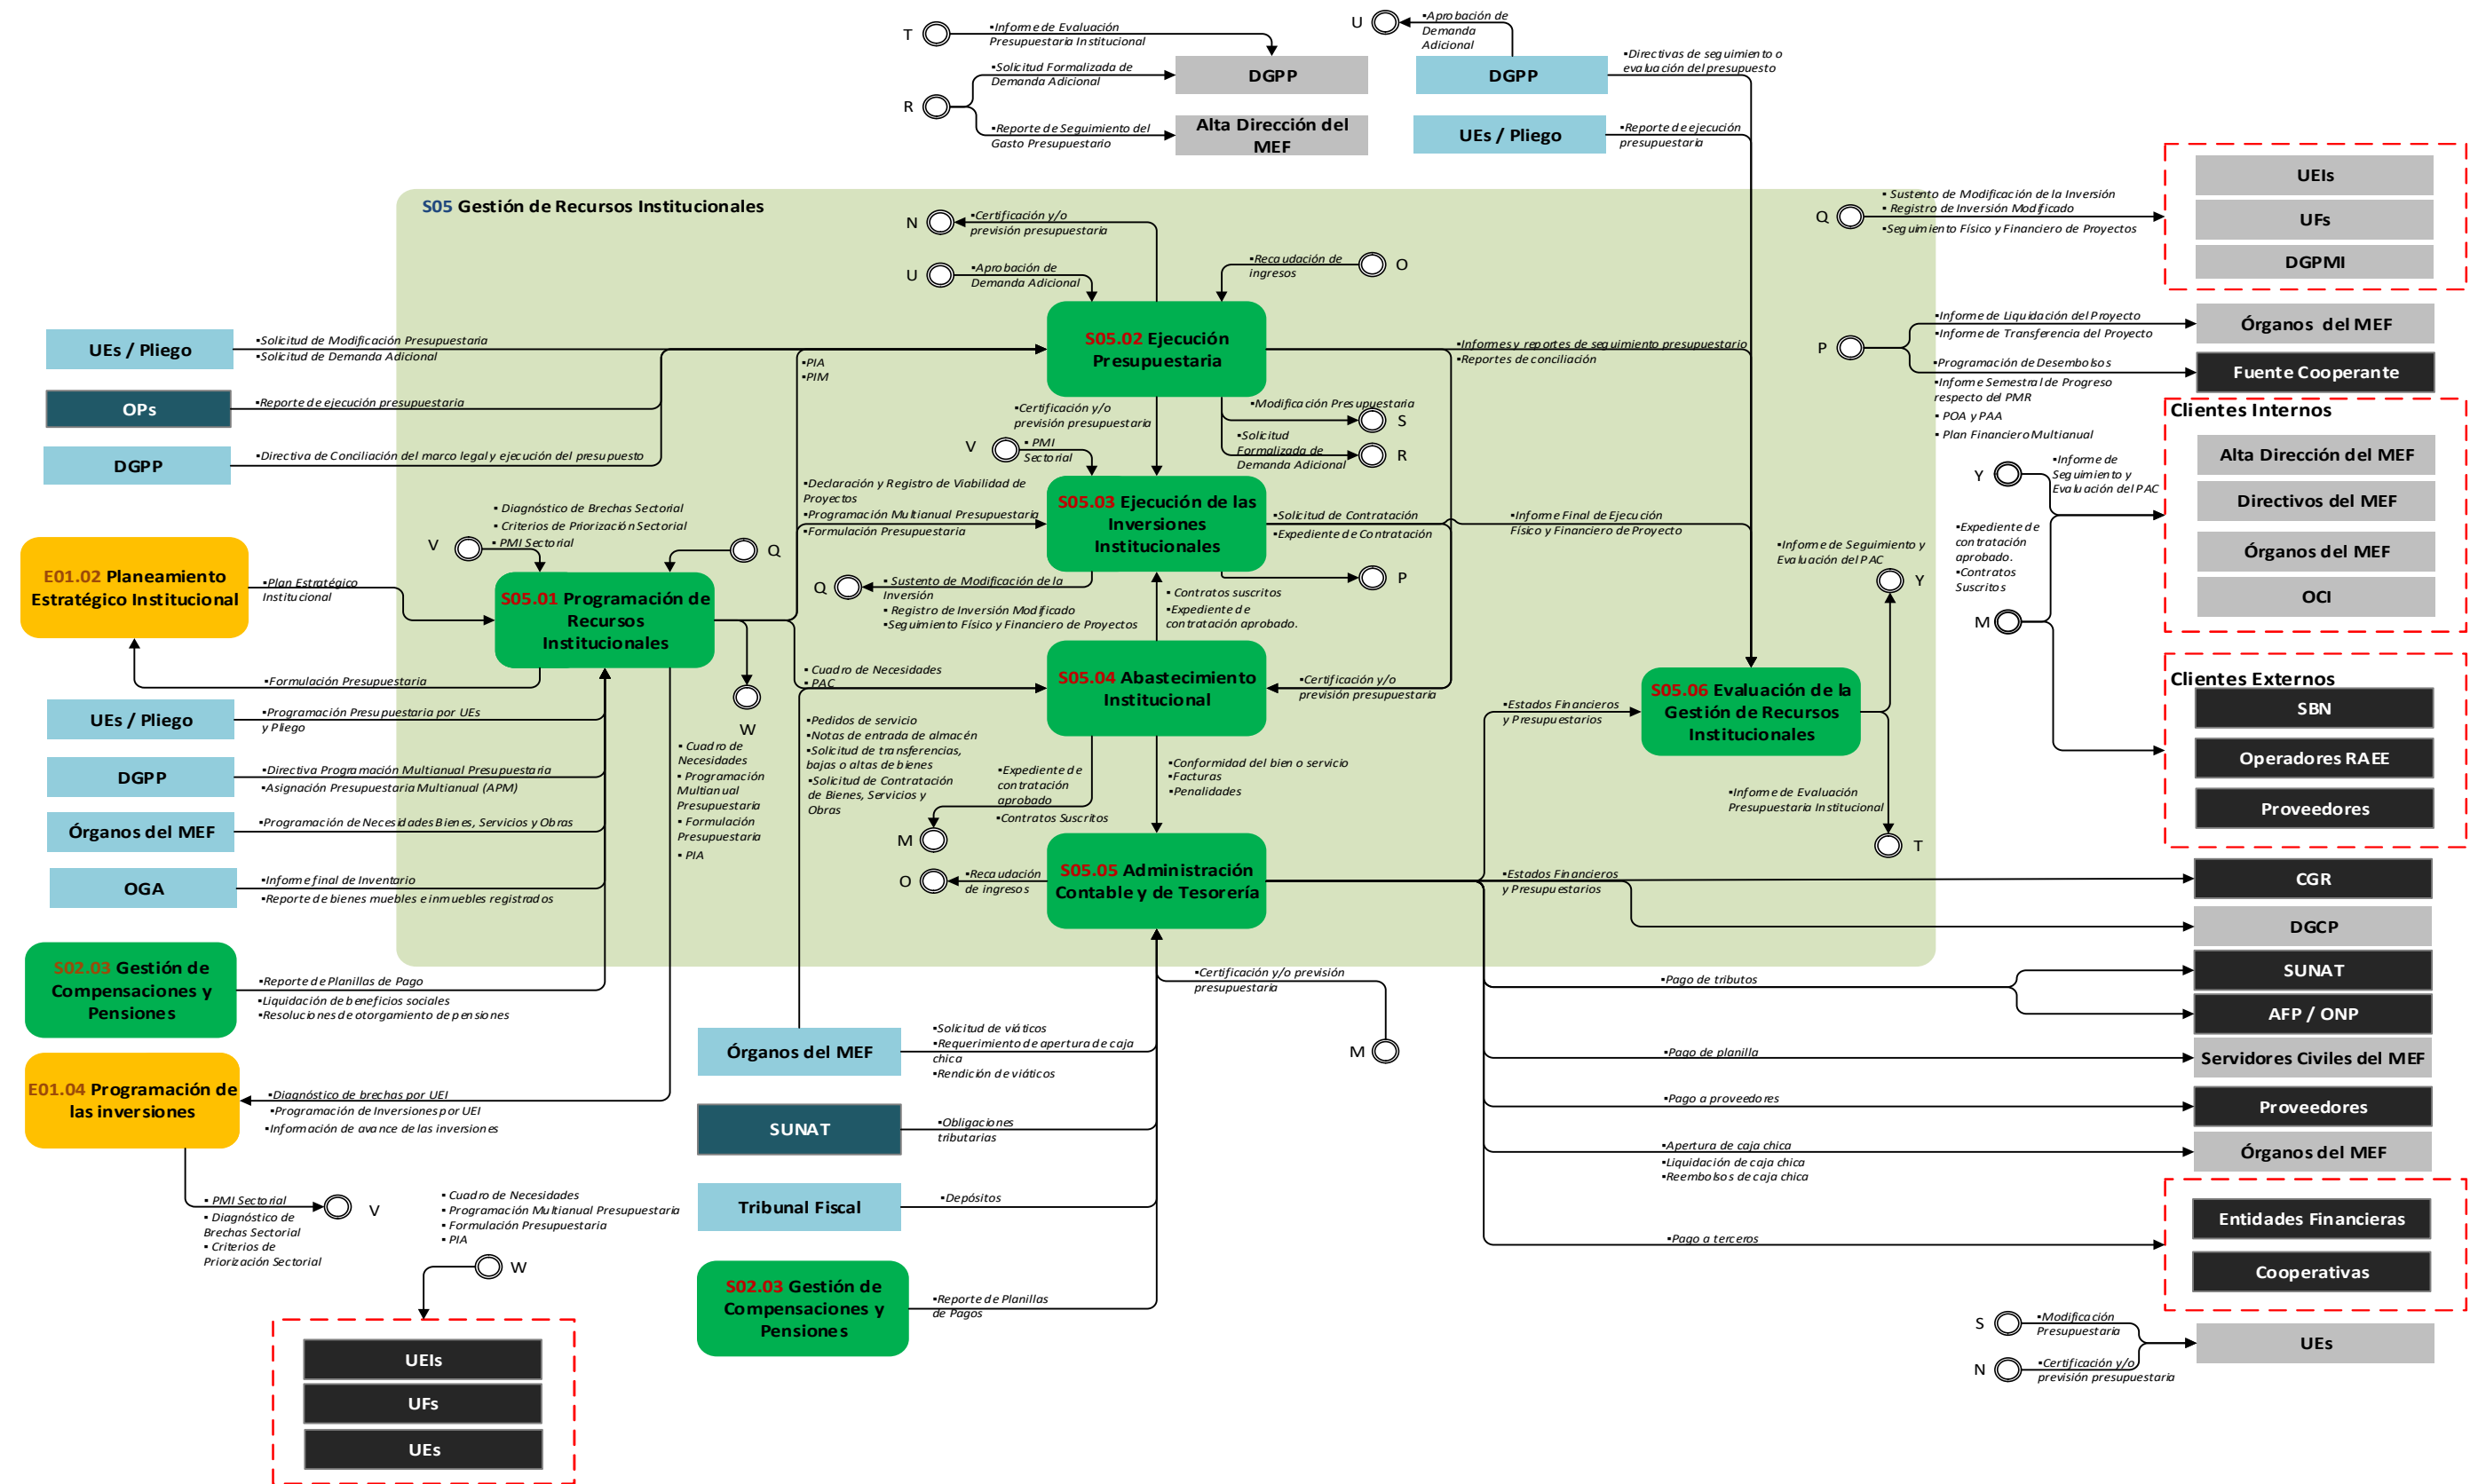 T
▪Informe de Evaluación
Presupuestaria Institucional
R
▪Solicitud Formalizada de
Demanda Adicional
▪Reporte de Seguimiento del
Gasto Presupuestario
DGPP
Alta Dirección del
MEF
U
▪Aprobación de
Demanda
Adicional
DGPP
▪Directivas de seguimiento o
evaluación del presupuesto
UEs / Pliego
▪Reporte de ejecución
presupuestaria
S05 Gestión de Recursos Institucionales
N
▪Certificación y/o
previsión presupuestaria
U
▪Aprobación de
Demanda Adicional
▪Recaudación de
ingresos
O
Q
▪ Sustento de Modificación de la Inversión
▪ Registro de Inversión Modificado
▪Seguimiento Físico y Financiero de Proyectos
UEIs
UFs
DGPMI
UEs / Pliego
▪Solicitud de Modificación Presupuestaria
▪Solicitud de Demanda Adicional
OPs
▪Reporte de ejecución presupuestaria
DGPP
▪Directiva de Conciliación del marco legal y ejecución del presupuesto
▪PIA
▪PIM
S05.02 Ejecución
Presupuestaria
▪Informes y reportes de seguimiento presupuestario
▪Reportes de conciliación
P
▪Informe de Liquidación del Proyecto
▪Informe de Transferencia del Proyecto
▪Programación de Desembolsos
▪Informe Semestral de Progreso
respecto del PMR
▪ POA y PAA
▪ Plan Financiero Multianual
Órganos del MEF
Fuente Cooperante
▪Certificación y/o
previsión presupuestaria
V
▪ PMI
Sectorial
▪Modificación Presupuestaria
S
▪Solicitud
Formalizada de
Demanda Adicional
R
Clientes Internos
Alta Dirección del MEF
Directivos del MEF
Órganos del MEF
OCI
Y
▪Informe de
Seguimiento y
Evaluación del PAC
▪Expediente de
contratación
aprobado.
▪Contratos
Suscritos
M
▪ Diagnóstico de Brechas Sectorial
▪ Criterios de Priorización Sectorial
▪ PMI Sectorial
V
Q
▪Declaración y Registro de Viabilidad de
Proyectos
▪Programación Multianual Presupuestaria
▪Formulación Presupuestaria
S05.03 Ejecución de las
Inversiones
Institucionales
▪Solicitud de Contratación
▪Expediente de Contratación
▪Informe Final de Ejecución
Físico y Financiero de Proyecto
E01.02 Planeamiento
Estratégico Institucional
▪Plan Estratégico
Institucional
S05.01 Programación de
Recursos
Institucionales
Q
▪ Sustento de Modificación de la
Inversión
▪ Registro de Inversión Modificado
▪Seguimiento Físico y Financiero de Proyectos
P
▪ Contratos suscritos
▪Expediente de
contratación aprobado.
▪Informe de Seguimiento y
Evaluación del PAC
Y
▪Formulación Presupuestaria
W
▪ Cuadro de Necesidades
▪ PAC
S05.04 Abastecimiento
Institucional
▪Certificación y/o
previsión presupuestaria
S05.06 Evaluación de la
Gestión de Recursos
Institucionales
Clientes Externos
SBN
Operadores RAEE
Proveedores
UEs / Pliego
▪Programación Presupuestaria por UEs
y Pliego
DGPP
▪Directiva Programación Multianual Presupuestaria
▪Asignación Presupuestaria Multianual (APM)
Órganos del MEF
▪Programación de Necesidades Bienes, Servicios y Obras
OGA
▪Informe final de Inventario
▪Reporte de bienes muebles e inmuebles registrados
▪ Cuadro de
Necesidades
▪ Programación
Multianual
Presupuestaria
▪ Formulación
Presupuestaria
▪ PIA
▪Pedidos de servicio
▪Notas de entrada de almacén
▪Solicitud de transferencias,
bajas o altas de bienes
▪Solicitud de Contratación
de Bienes, Servicios y
Obras
▪Expediente de
contratación
aprobado
▪Contratos Suscritos
M
▪Conformidad del bien o servicio
▪Facturas
▪Penalidades
▪Estados Financieros
y Presupuestarios
▪Informe de Evaluación
Presupuestaria Institucional
T
O
▪Recaudación
de ingresos
S05.05 Administración
Contable y de Tesorería
▪Estados Financieros
y Presupuestarios
CGR
DGCP
S02.03 Gestión de
Compensaciones y
Pensiones
▪Reporte de Planillas de Pago
▪Liquidación de beneficios sociales
▪Resoluciones de otorgamiento de pensiones
▪Certificación y/o previsión
presupuestaria
M
▪Pago de tributos
SUNAT
AFP / ONP
Órganos del MEF
▪Solicitud de viáticos
▪Requerimiento de apertura de caja
chica
▪Rendición de viáticos
▪Pago de planilla
Servidores Civiles del MEF
E01.04 Programación de
las inversiones
▪Diagnóstico de brechas por UEI
▪Programación de Inversiones por UEI
▪Información de avance de las inversiones
SUNAT
▪Obligaciones
tributarias
▪Pago a proveedores
Proveedores
▪Apertura de caja chica
▪Liquidación de caja chica
▪Reembolsos de caja chica
Órganos del MEF
▪ PMI Sectorial
▪ Diagnóstico de
Brechas Sectorial
▪ Criterios de
Priorización Sectorial
V
▪ Cuadro de Necesidades
▪ Programación Multianual Presupuestaria
▪ Formulación Presupuestaria
▪ PIA
W
Tribunal Fiscal
▪Depósitos
▪Pago a terceros
Entidades Financieras
Cooperativas
S02.03 Gestión de
Compensaciones y
Pensiones
▪Reporte de Planillas
de Pagos
S
▪Modificación
Presupuestaria
N
▪Certificación y/o
previsión presupuestaria
UEs
UEIs
UFs
UEs